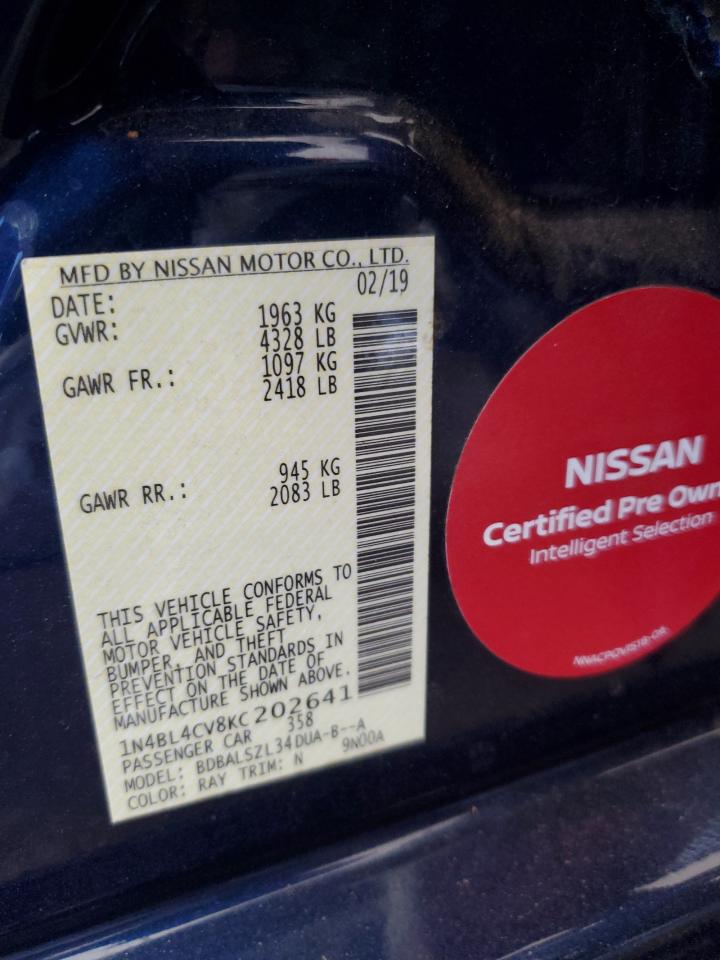 MFD BY NISSAN MOTOR CO., LTD.
DATE: 02/19
GVWR: 1963 KG
4328 LB
GAWR FR.: 1097 KG
2418 LB
GAWR RR.: 945 KG
2083 LB
THIS VEHICLE CONFORMS TO
ALL APPLICABLE FEDERAL
MOTOR VEHICLE SAFETY,
BUMPER, AND THEFT
PREVENTION STANDARDS IN
EFFECT ON THE DATE OF
MANUFACTURE SHOWN ABOVE.
1N4BL4CV8KC202641
PASSENGER CAR 358
MODEL: BDBALSZL34DUA-B--A
COLOR: RAY TRIM: N 9N00A
NISSAN
Certified Pre Own
Intelligent Selection